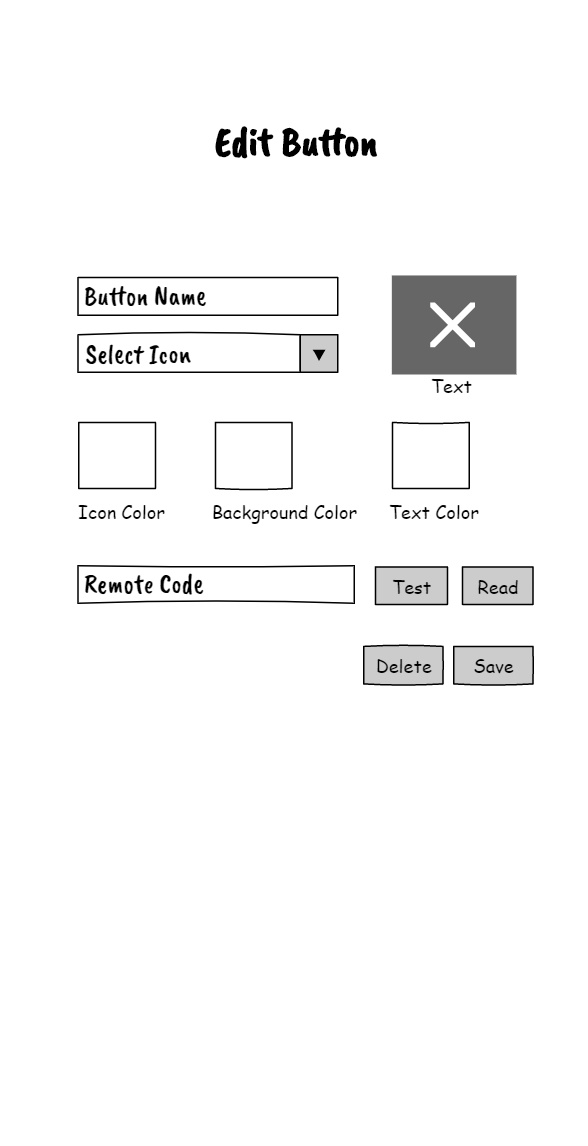 Edit Button
Button Name
Select Icon
Text
Icon Color
Background Color
Text Color
Remote Code
Test
Read
Delete
Save